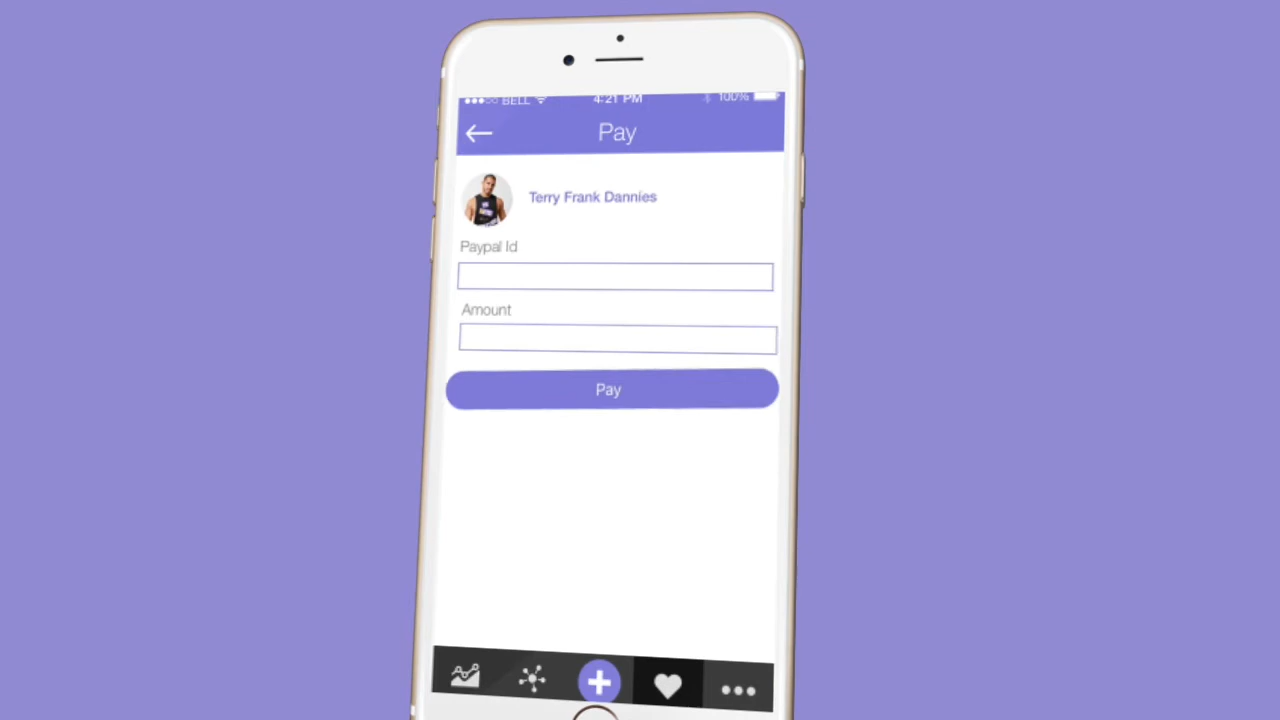 BELL 4:21 PM 100%
Pay
Terry Frank Dannies
Paypal Id
Amount
Pay